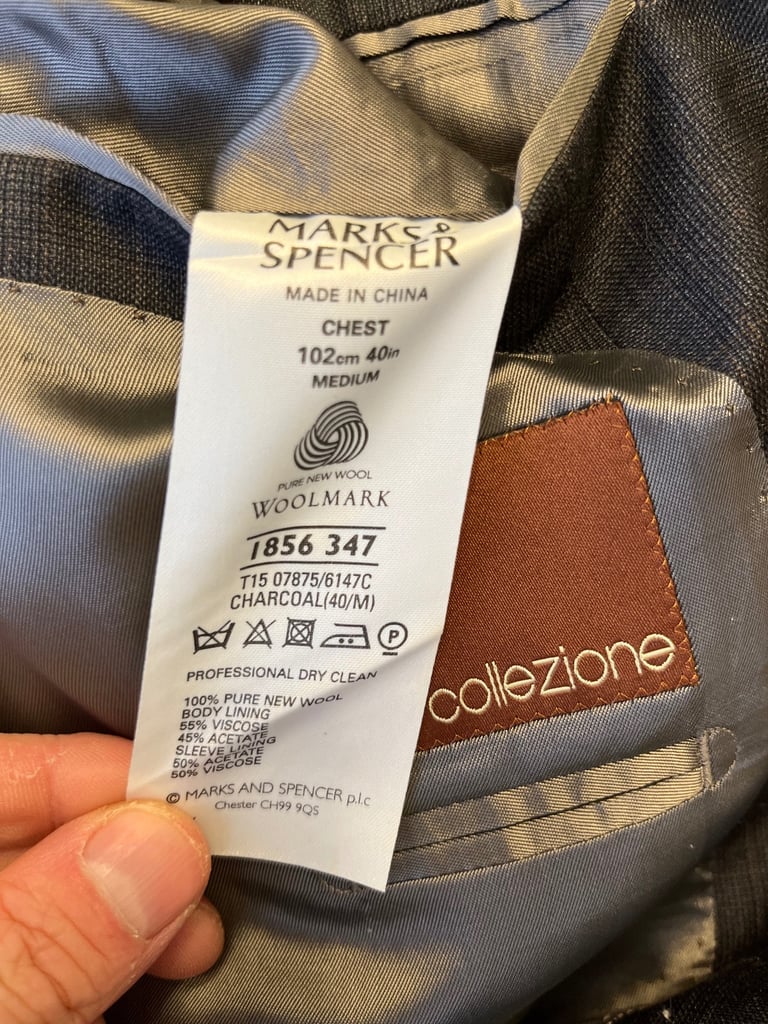 MARKS &
SPENCER
MADE IN CHINA
CHEST
102cm 40in
MEDIUM
PURE NEW WOOL
WOOLMARK
1856 347
T15 07875/6147C
CHARCOAL(40/M)
P
PROFESSIONAL DRY CLEAN
100% PURE NEW WOOL
BODY LINING
55% VISCOSE
45% ACETATE
SLEEVE LINING
50% ACETATE
50% VISCOSE
© MARKS AND SPENCER p.l.c
Chester CH99 9QS
collezione